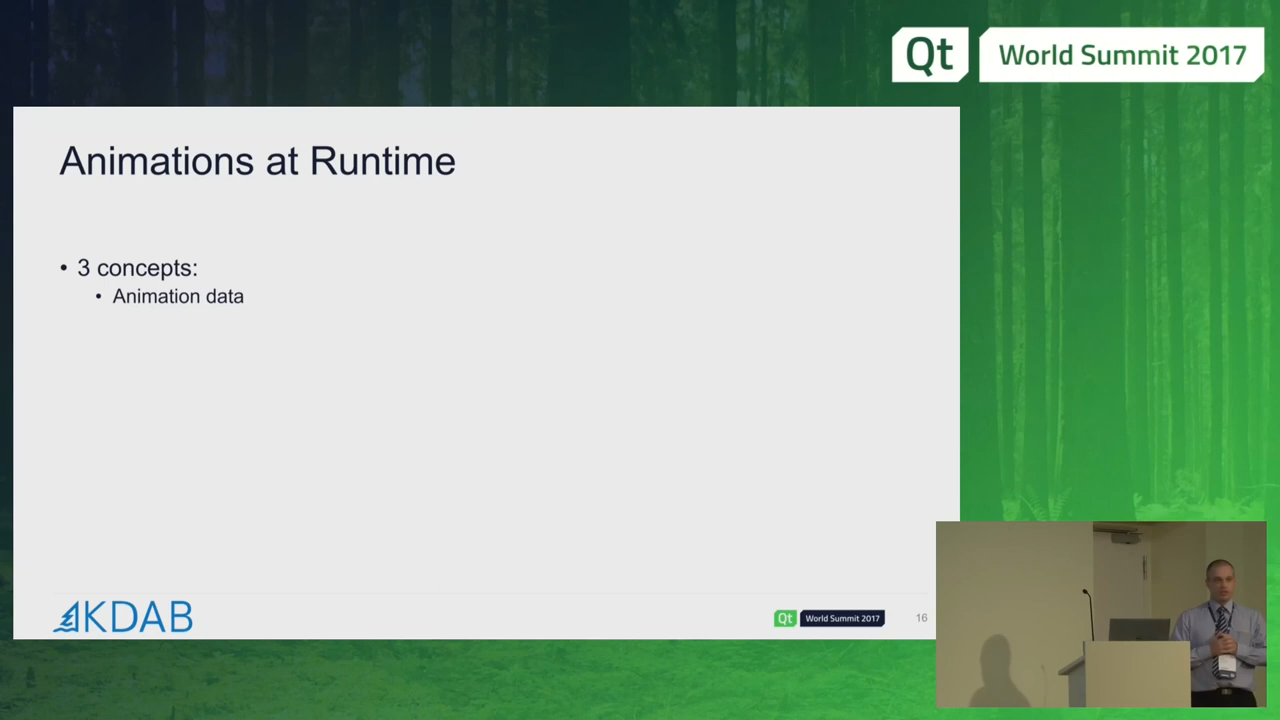 Qt World Summit 2017
Animations at Runtime
• 3 concepts:
• Animation data
KDAB
Qt World Summit 2017
16